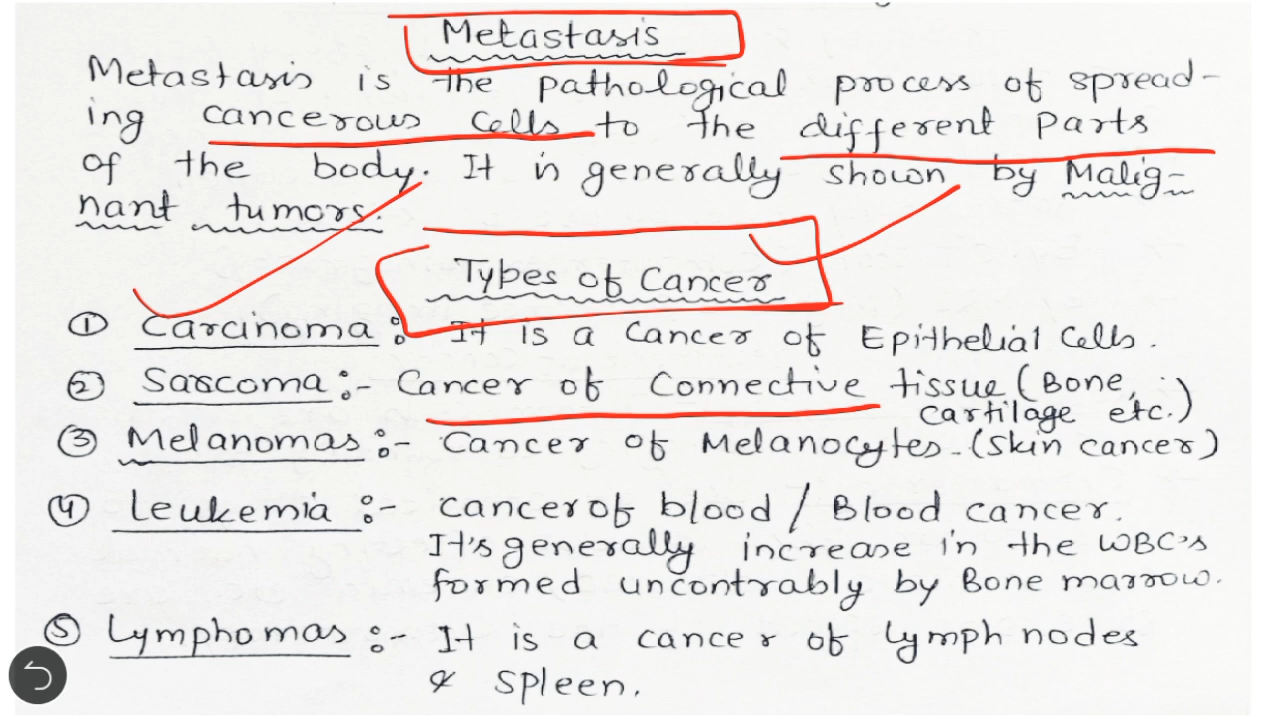 Metastasis
Metastasis is the pathological process of spread-
ing cancerous cells to the different Parts
of the body. It is generally shown by Malig-
nant tumors.
Types of Cancer
① Carcinoma :- It is a Cancer of Epithelial Cells.
② Sarcoma :- Cancer of Connective tissue (Bone,
cartilage etc.)
③ Melanomas :- Cancer of Melanocytes - (Skin cancer)
④ Leukemia :- cancer of blood / Blood cancer.
It's generally increase in the WBC's
formed uncontrably by Bone marrow.
⑤ Lymphomas :- It is a cancer of Lymph nodes
& Spleen.